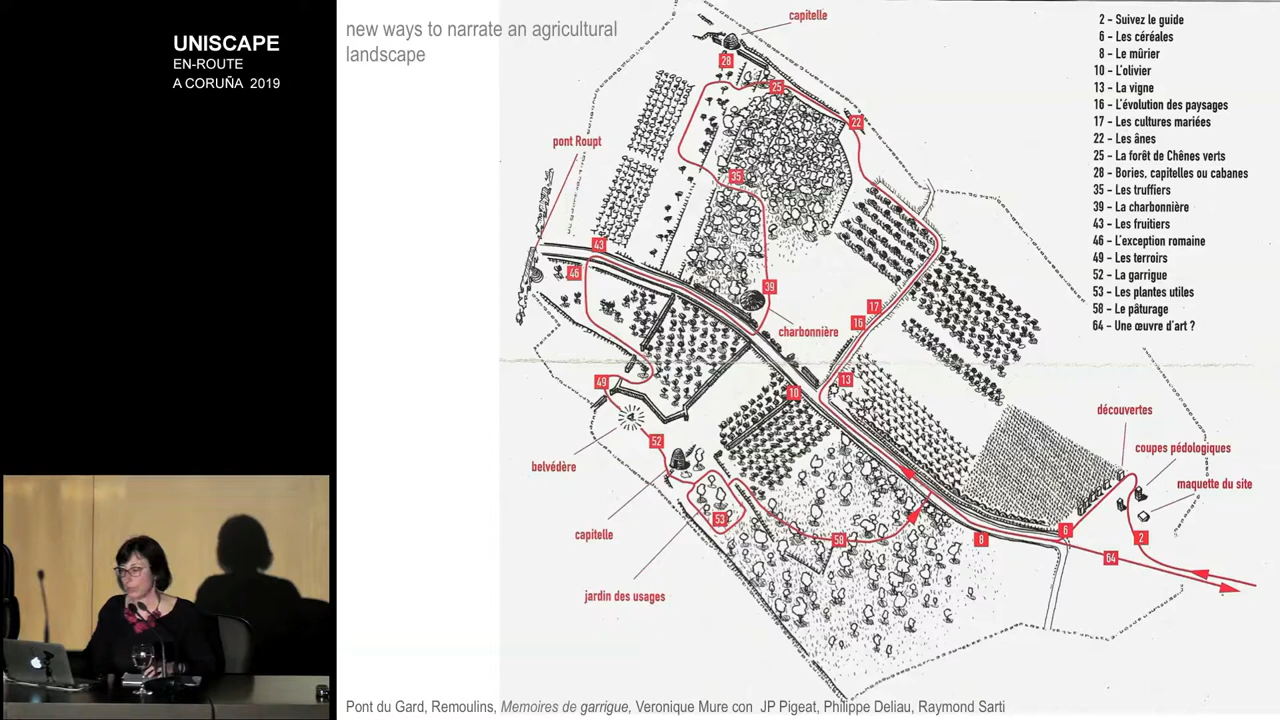 UNISCAPE
EN-ROUTE
A CORUÑA 2019
new ways to narrate an agricultural
landscape
capitelle
28
25
22
pont Roupt
35
43
46
39
charbonnière
17
16
49
10
13
belvédère
52
capitelle
53
jardin des usages
58
8
6
64
2
découvertes
coupes pédologiques
maquette du site
2 – Suivez le guide
6 – Les céréales
8 – Le mûrier
10 – L'olivier
13 – La vigne
16 – L'évolution des paysages
17 – Les cultures mariées
22 – Les ânes
25 – La forêt de Chênes verts
28 – Bories, capitelles ou cabanes
35 – Les truffiers
39 – La charbonnière
43 – Les fruitiers
46 – L'exception romaine
49 – Les terroirs
52 – La garrigue
53 – Les plantes utiles
58 – Le pâturage
64 – Une œuvre d'art ?
Pont du Gard, Remoulins, Memoires de garrigue, Veronique Mure con JP Pigeat, Philippe Deliau, Raymond Sarti